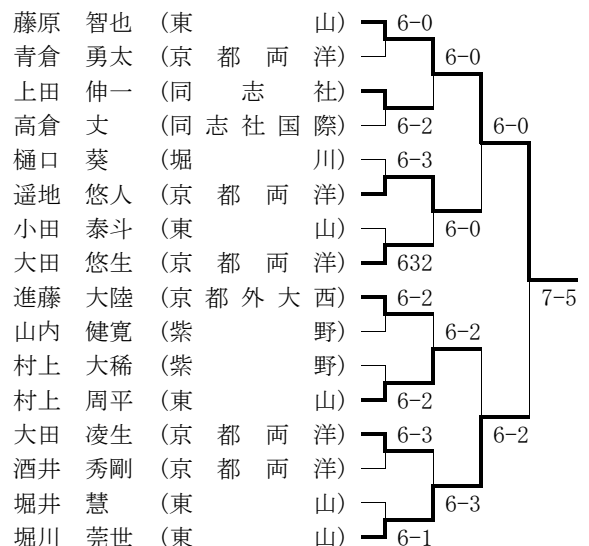 藤原 智也 (東 山) 6-0
青倉 勇太 (京 都 両 洋) 6-0
上田 伸一 (同 志 社)
高倉 丈 (同 志 社 国 際) 6-2 6-0
樋口 葵 (堀 川) 6-3
遥地 悠人 (京 都 両 洋)
小田 泰斗 (東 山) 6-0
大田 悠生 (京 都 両 洋) 632
進藤 大陸 (京 都 外 大 西) 6-2 7-5
山内 健寛 (紫 野) 6-2
村上 大稀 (紫 野)
村上 周平 (東 山) 6-2
大田 凌生 (京 都 両 洋) 6-3 6-2
酒井 秀剛 (京 都 両 洋)
堀井 慧 (東 山) 6-3
堀川 莞世 (東 山) 6-1